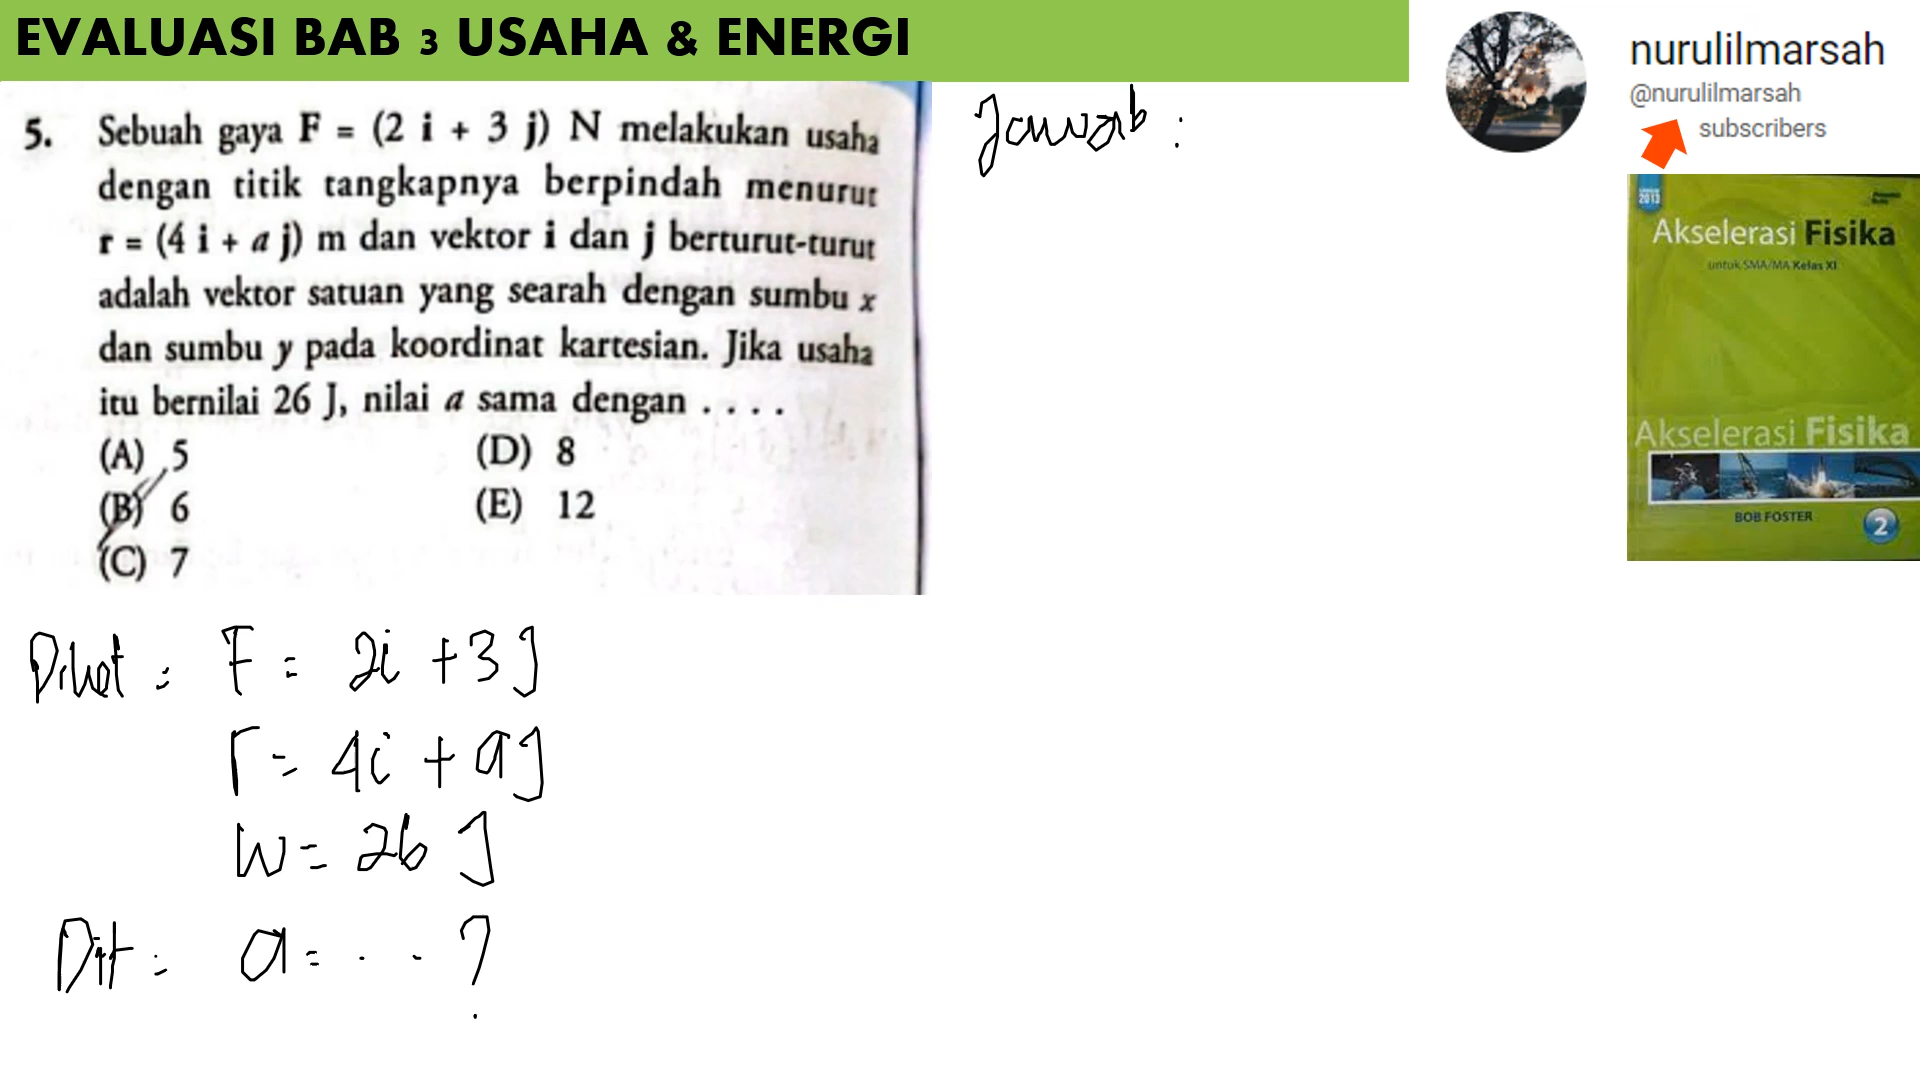 EVALUASI BAB 3 USAHA & ENERGI
5. Sebuah gaya F = (2 i + 3 j) N melakukan usaha
dengan titik tangkapnya berpindah menurut
r = (4 i + a j) m dan vektor i dan j berturut-turut
adalah vektor satuan yang searah dengan sumbu x
dan sumbu y pada koordinat kartesian. Jika usaha
itu bernilai 26 J, nilai a sama dengan . . . .
(A) 5
(B) 6
(C) 7
(D) 8
(E) 12
Diket : F = 2i + 3j
r = 4i + aj
W = 26 J
Dit : a = . . ?
Jawab :
nurulilmarsah
@nurulilmarsah
subscribers
2013
Akselerasi Fisika
untuk SMA/MA Kelas XI
Akselerasi Fisika
BOB FOSTER
2